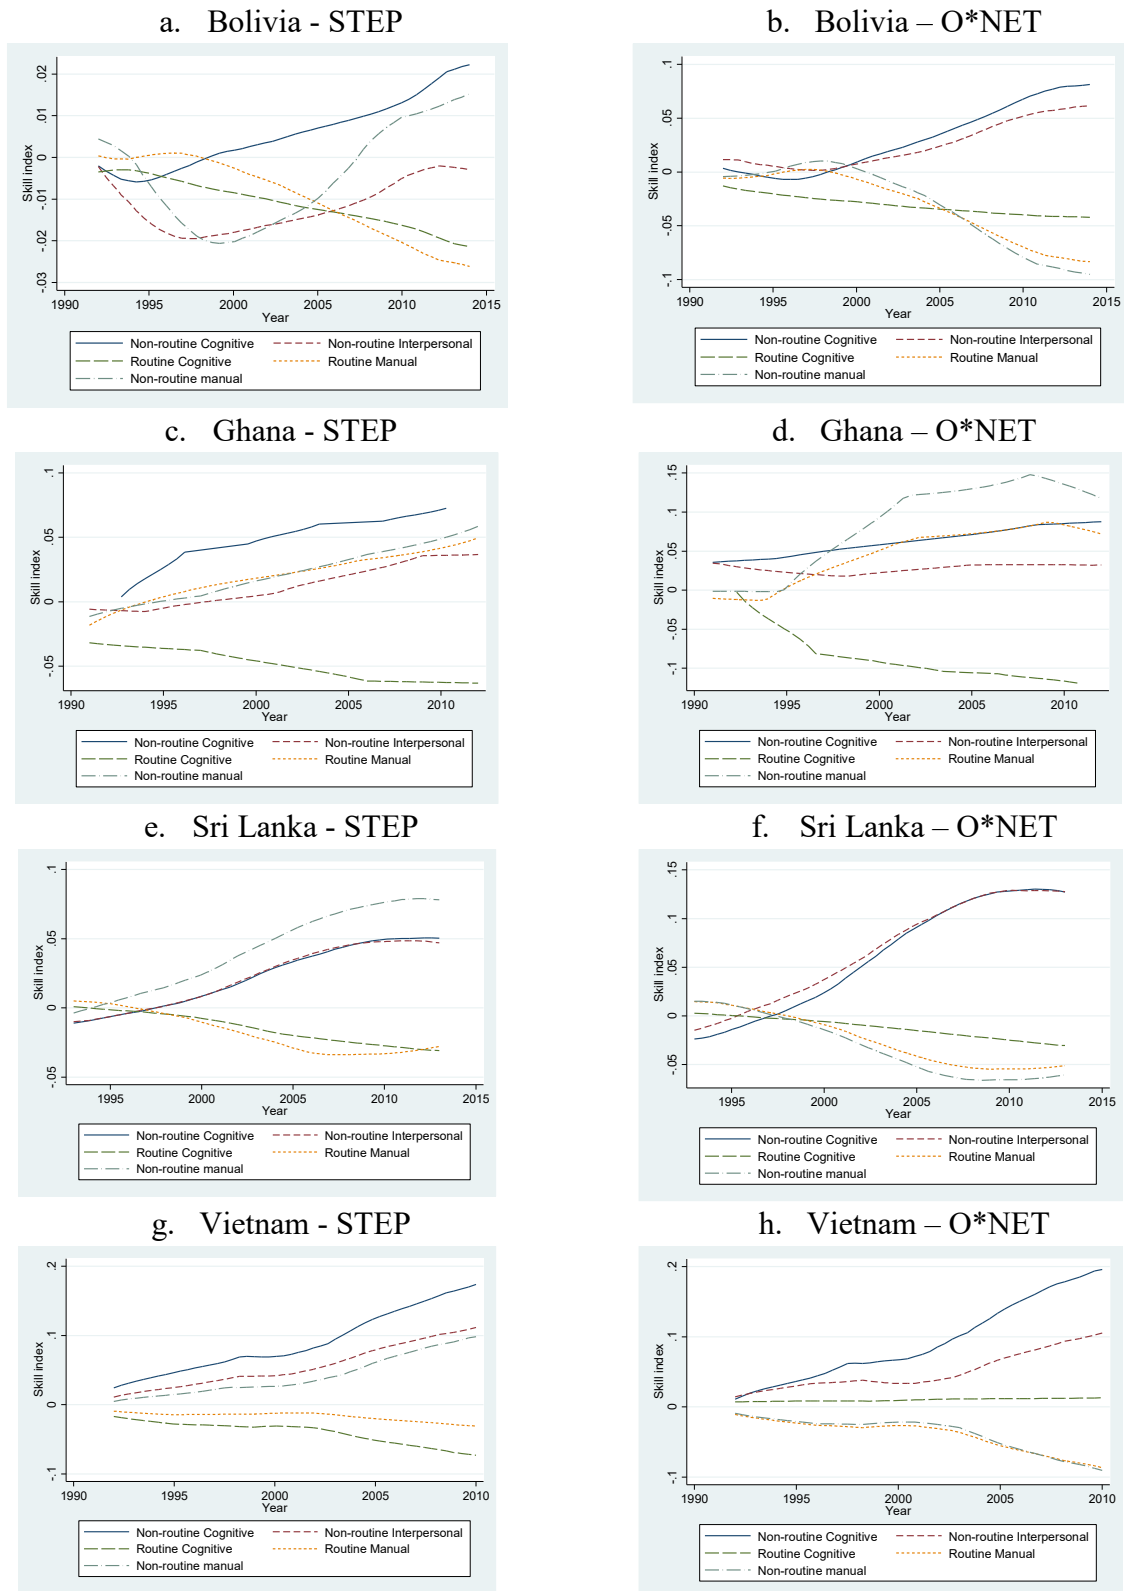 a. Bolivia - STEP
b. Bolivia – O*NET
Skill index
.02
.01
0
-.01
-.02
-.03
1990 1995 2000 2005 2010 2015
Year
Non-routine Cognitive Non-routine Interpersonal
Routine Cognitive Routine Manual
Non-routine manual
Skill index
.1
.05
0
-.05
-.1
1990 1995 2000 2005 2010 2015
Year
Non-routine Cognitive Non-routine Interpersonal
Routine Cognitive Routine Manual
Non-routine manual
c. Ghana - STEP
d. Ghana – O*NET
Skill index
.1
.05
0
-.05
1990 1995 2000 2005 2010
Year
Non-routine Cognitive Non-routine Interpersonal
Routine Cognitive Routine Manual
Non-routine manual
Skill index
.15
.1
.05
0
-.05
-.1
1990 1995 2000 2005 2010
Year
Non-routine Cognitive Non-routine Interpersonal
Routine Cognitive Routine Manual
Non-routine manual
e. Sri Lanka - STEP
f. Sri Lanka – O*NET
Skill index
.1
.05
0
-.05
1995 2000 2005 2010 2015
Year
Non-routine Cognitive Non-routine Interpersonal
Routine Cognitive Routine Manual
Non-routine manual
Skill index
.15
.1
.05
0
-.05
1995 2000 2005 2010 2015
Year
Non-routine Cognitive Non-routine Interpersonal
Routine Cognitive Routine Manual
Non-routine manual
g. Vietnam - STEP
h. Vietnam – O*NET
Skill index
.2
.1
0
-.1
1990 1995 2000 2005 2010
Year
Non-routine Cognitive Non-routine Interpersonal
Routine Cognitive Routine Manual
Non-routine manual
Skill index
.2
.1
0
-.1
1990 1995 2000 2005 2010
Year
Non-routine Cognitive Non-routine Interpersonal
Routine Cognitive Routine Manual
Non-routine manual